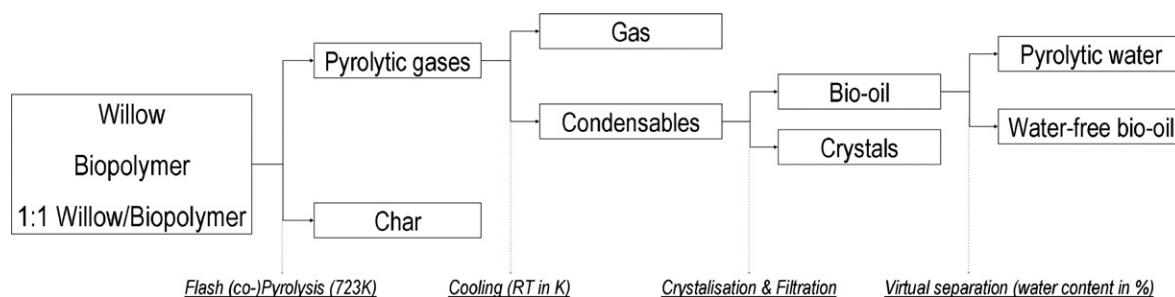 Willow
Biopolymer
1:1 Willow/Biopolymer
Pyrolytic gases
Char
Gas
Condensables
Bio-oil
Crystals
Pyrolytic water
Water-free bio-oil
Flash (co-)Pyrolysis (723K)
Cooling (RT in K)
Crystalisation & Filtration
Virtual separation (water content in %)